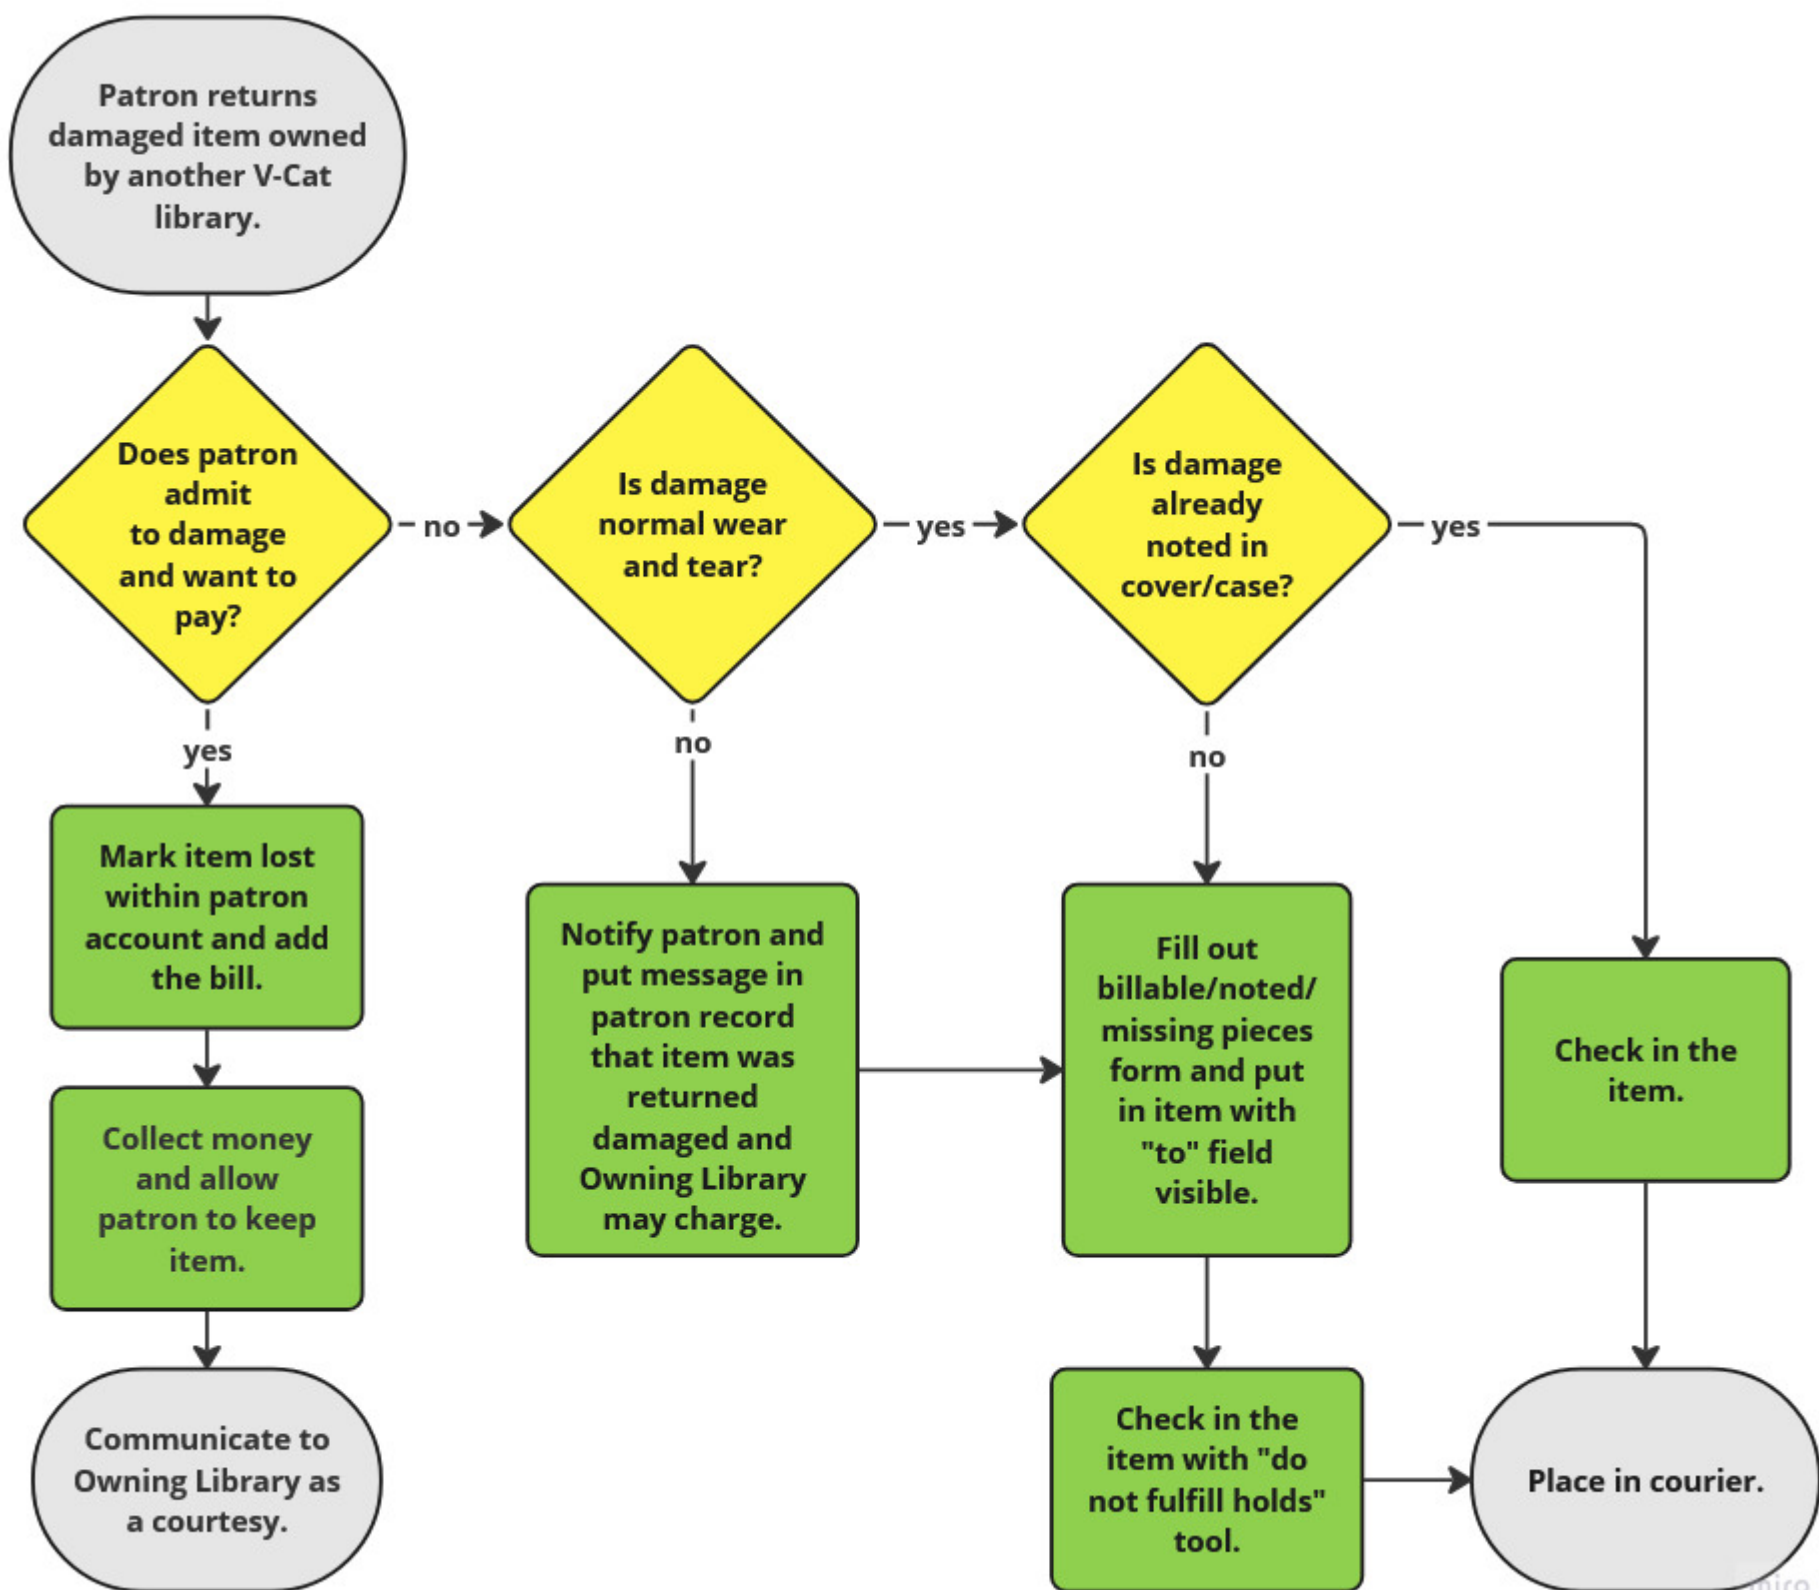 Patron returns
damaged item owned
by another V-Cat
library.
Does patron
admit
to damage
and want to
pay?
no
Is damage
normal wear
and tear?
yes
Is damage
already
noted in
cover/case?
yes
yes
no
no
Mark item lost
within patron
account and add
the bill.
Notify patron and
put message in
patron record
that item was
returned
damaged and
Owning Library
may charge.
Fill out
billable/noted/
missing pieces
form and put
in item with
"to" field
visible.
Check in the
item.
Collect money
and allow
patron to keep
item.
Communicate to
Owning Library as
a courtesy.
Check in the
item with "do
not fulfill holds"
tool.
Place in courier.
miro